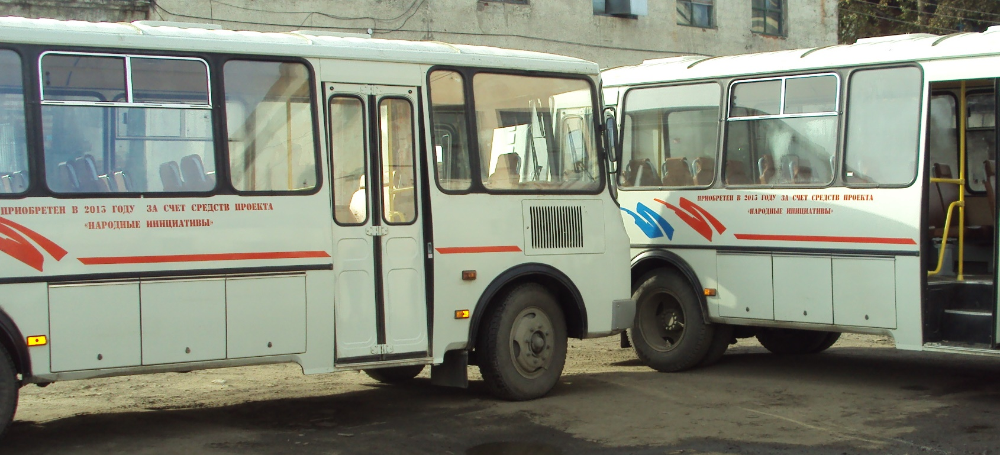 ПРИОБРЕТЕН В 2013 ГОДУ ЗА СЧЕТ СРЕДСТВ ПРОЕКТА
«НАРОДНЫЕ ИНИЦИАТИВЫ»
ПРИОБРЕТЕН В 2013 ГОДУ ЗА СЧЕТ СРЕДСТВ ПРОЕКТА
«НАРОДНЫЕ ИНИЦИАТИВЫ»